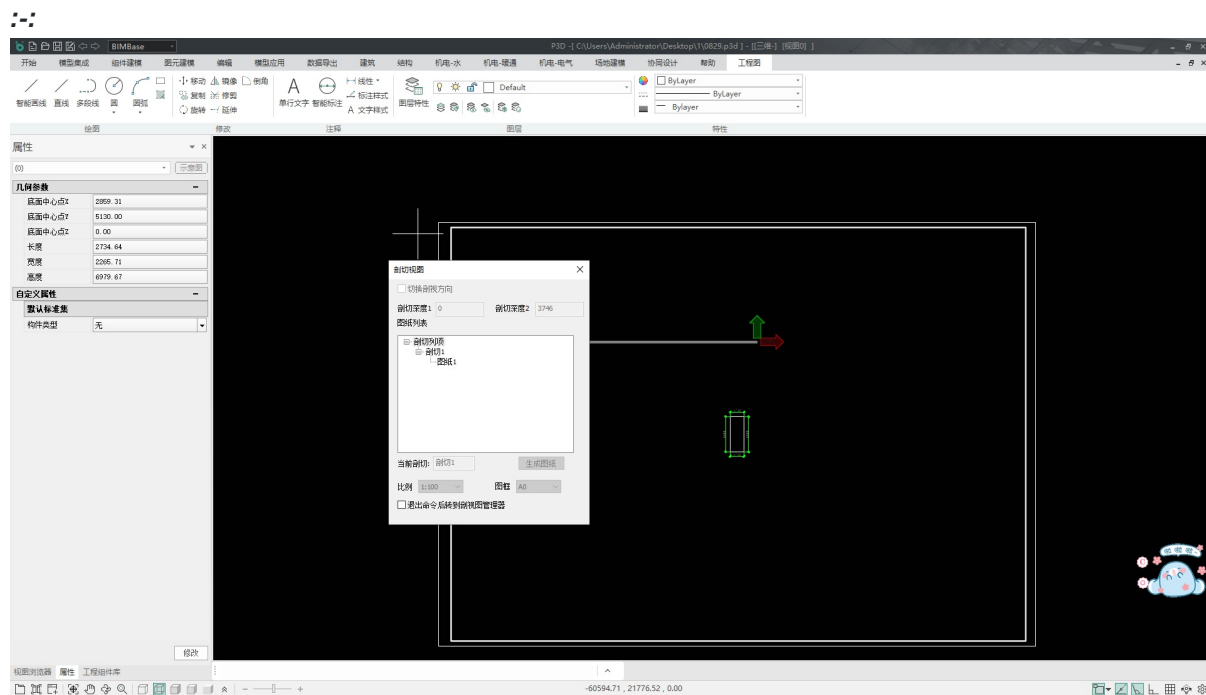 :-:
BIMBase
P3D -[ C:\Users\Administrator\Desktop\1\0829.p3d ] - [[三维-] [视图0] ]
开始 模型集成 组件建模 图元建模 编辑 模型应用 数据导出 建筑 结构 机电-水 机电-暖通 机电-电气 场地建模 协同设计 帮助 工程图
移动 镜像 倒角 线性 Default ByLayer
智能画线 直线 多段线 圆 圆弧 复制 修剪 单行文字 智能标注 标注样式 图层特性 ByLayer
旋转 延伸 A 文字样式 Bylayer
绘图 修改 注释 图层 特性
属性
(0) 示意图
几何参数
底面中心点X 2859.31
底面中心点Y 5130.00
底面中心点Z 0.00
长度 2734.64
宽度 2265.71
高度 6979.67
自定义属性
默认标准集
构件类型 无
剖切视图
切换剖视方向
剖切深度1 0 剖切深度2 3746
图纸列表
剖切列项
剖切1
图纸1
当前剖切: 剖切1 生成图纸
比例 1:100 图框 A0
退出命令后转到剖视图管理器
修改
视图浏览器 属性 工程组件库
-60594.71 , 21776.52 , 0.00